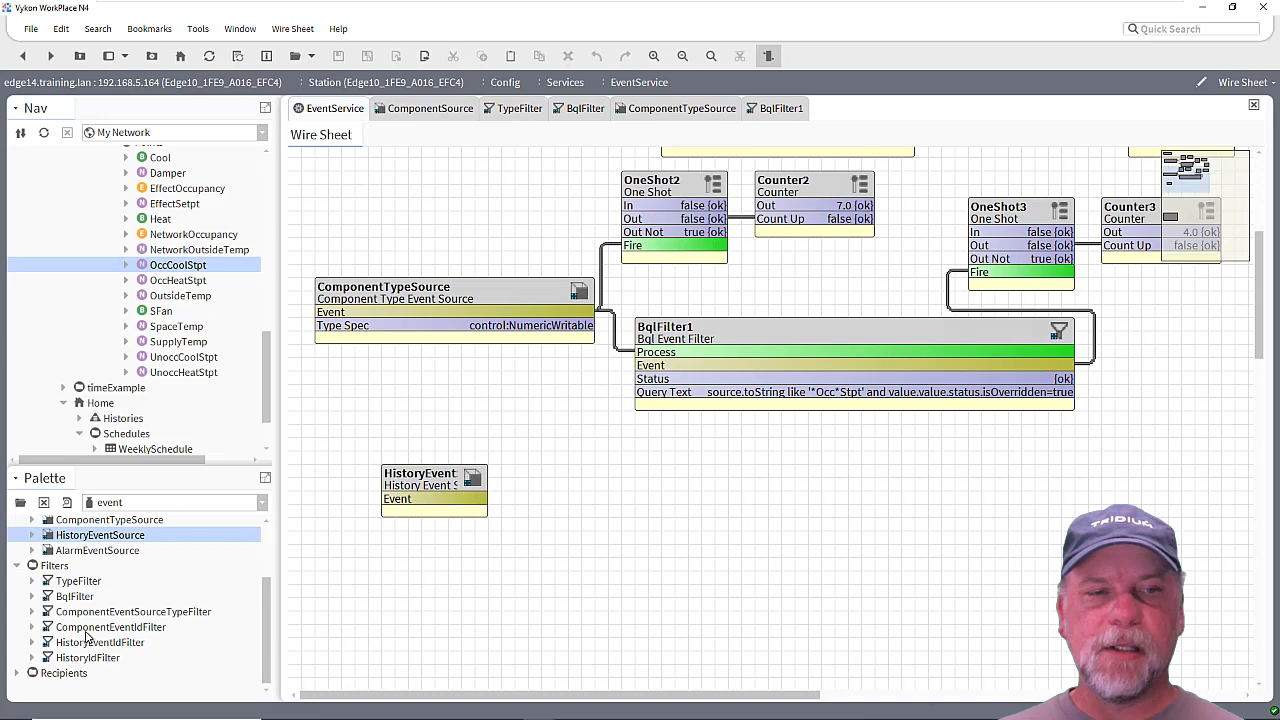 Vykon WorkPlace N4
File Edit Search Bookmarks Tools Window Wire Sheet Help
Quick Search
edge14.training.lan : 192.168.5.164 (Edge10_1FE9_A016_EFC4) Station (Edge10_1FE9_A016_EFC4) Config Services EventService Wire Sheet
Nav
My Network
Cool
Damper
EffectOccupancy
EffectSetpt
Heat
NetworkOccupancy
NetworkOutsideTemp
OccCoolStpt
OccHeatStpt
OutsideTemp
SFan
SpaceTemp
SupplyTemp
UnoccCoolStpt
UnoccHeatStpt
timeExample
Home
Histories
Schedules
WeeklySchedule
Palette
event
ComponentTypeSource
HistoryEventSource
AlarmEventSource
Filters
TypeFilter
BqlFilter
ComponentEventSourceTypeFilter
ComponentEventIdFilter
HistoryEventIdFilter
HistoryIdFilter
Recipients
EventService ComponentSource TypeFilter BqlFilter ComponentTypeSource BqlFilter1
Wire Sheet
OneShot2
One Shot
In false {ok}
Out false {ok}
Out Not true {ok}
Fire
Counter2
Counter
Out 7.0 {ok}
Count Up false {ok}
OneShot3
One Shot
In false {ok}
Out false {ok}
Out Not true {ok}
Fire
Counter3
Counter
Out 4.0 {ok}
Count Up false {ok}
ComponentTypeSource
Component Type Event Source
Event
Type Spec control:NumericWritable
BqlFilter1
Bql Event Filter
Process
Event
Status {ok}
Query Text source.toString like '*Occ*Stpt' and value.value.status.isOverridden=true
HistoryEvent
History Event S
Event
TRIDIUM